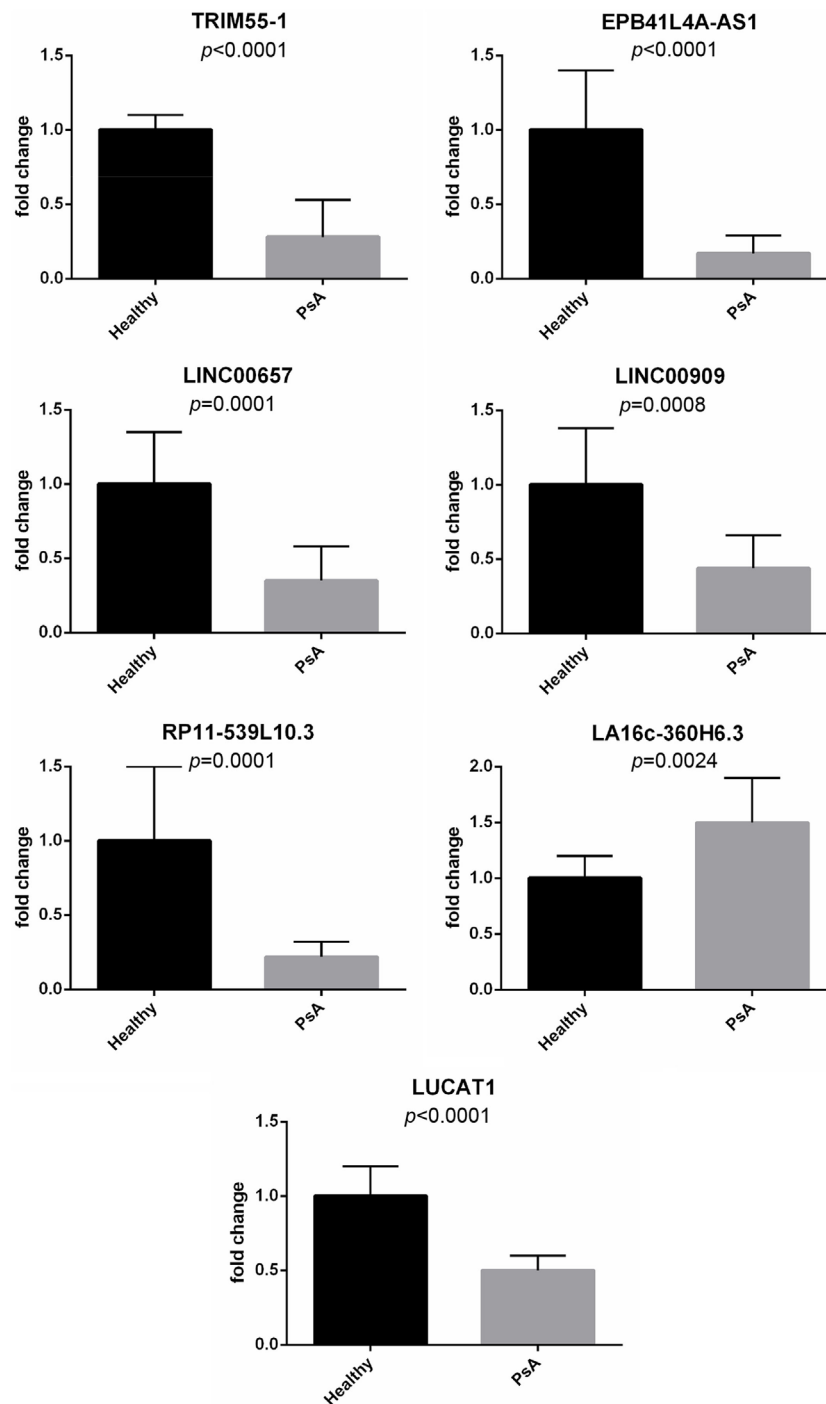 TRIM55-1
p<0.0001
fold change
1.5
1.0
0.5
0.0
Healthy
PsA
EPB41L4A-AS1
p<0.0001
fold change
1.5
1.0
0.5
0.0
Healthy
PsA
LINC00657
p=0.0001
fold change
1.5
1.0
0.5
0.0
Healthy
PsA
LINC00909
p=0.0008
fold change
1.5
1.0
0.5
0.0
Healthy
PsA
RP11-539L10.3
p=0.0001
fold change
1.5
1.0
0.5
0.0
Healthy
PsA
LA16c-360H6.3
p=0.0024
fold change
2.0
1.5
1.0
0.5
0.0
Healthy
PsA
LUCAT1
p<0.0001
fold change
1.5
1.0
0.5
0.0
Healthy
PsA